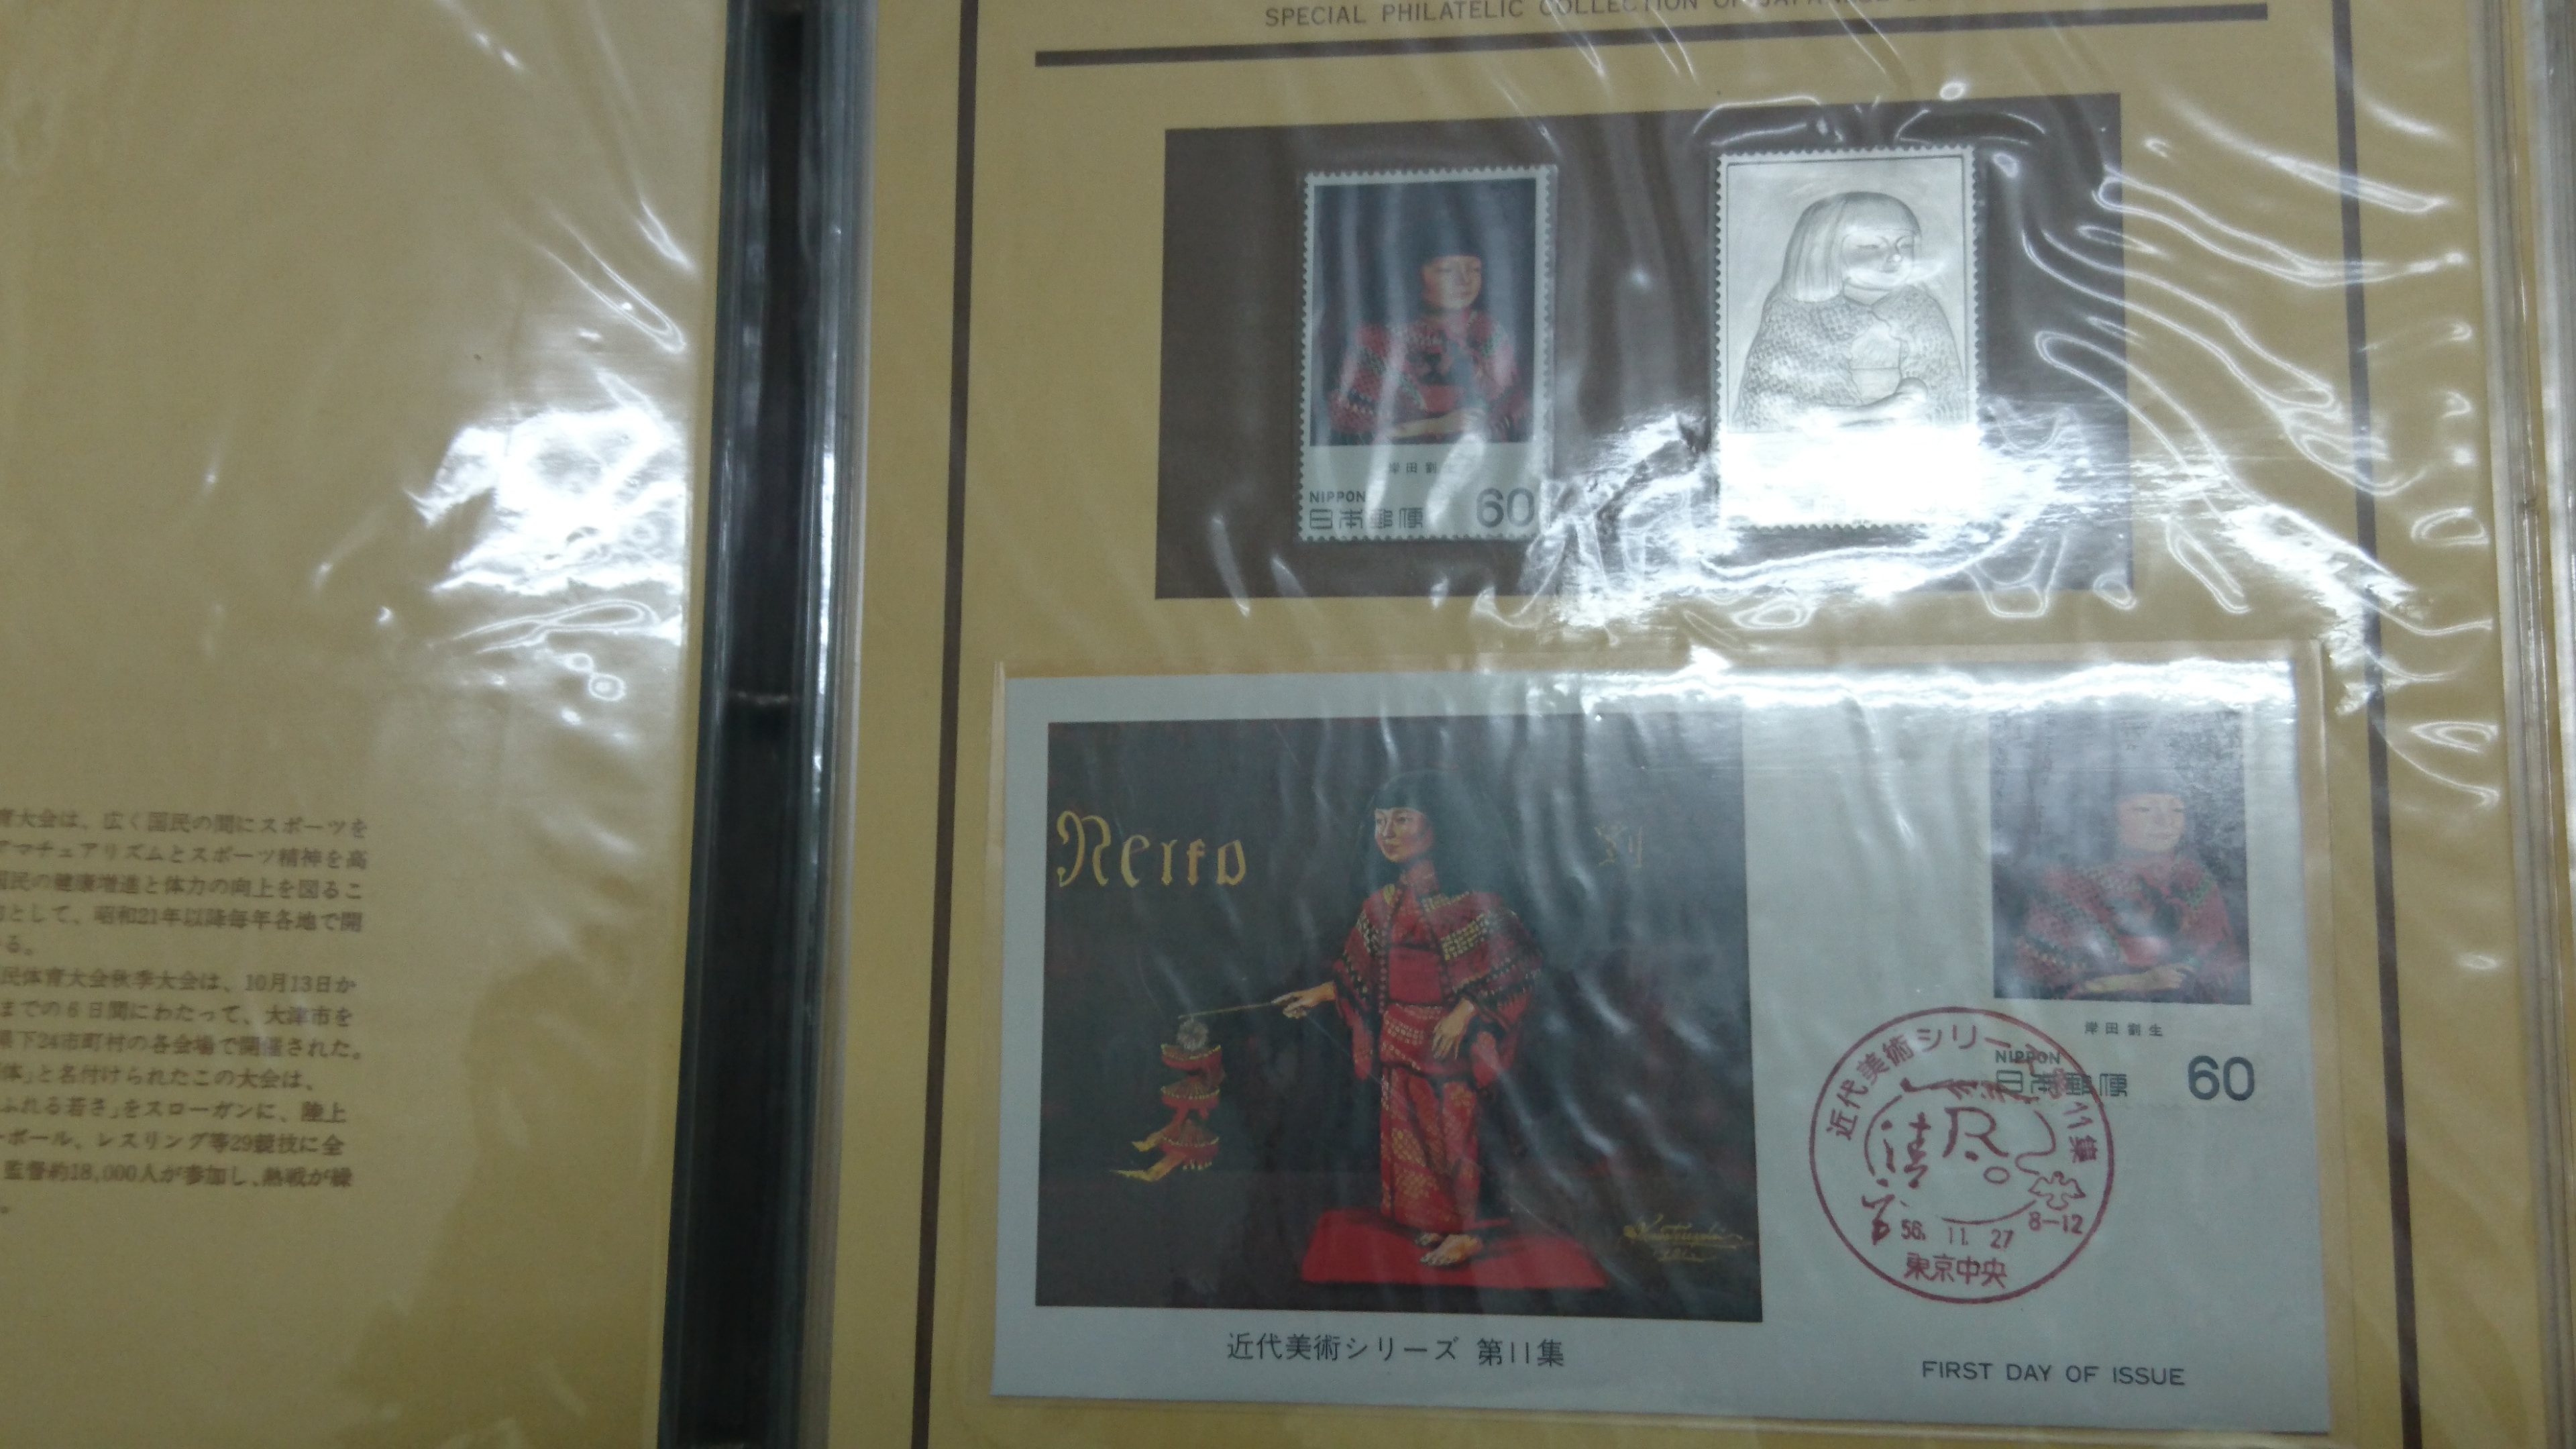 育大会は、広く国民の間にスポーツを
アマチュアリズムとスポーツ精神を高
国民の健康増進と体力の向上を図るこ
として、昭和21年以降毎年各地で開
る。
民体育大会秋季大会は、10月13日か
までの6日間にわたって、大津市を
県下24市町村の各会場で開催された。
体」と名付けられたこの大会は、
ふれる若さ」をスローガンに、陸上
ーボール、レスリング等29競技に全
監督約18,000人が参加し、熱戦が繰
。
SPECIAL PHILATELIC COLLECTION OF
岸田劉生
NIPPON
日本郵便 60
Reiko
劉
岸田劉生
NIPPON
日本郵便 60
近代美術シリーズ第11集
R
56. 11. 27
8-12
東京中央
近代美術シリーズ 第11集
FIRST DAY OF ISSUE